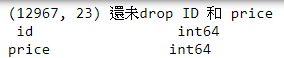 (12967, 23) 還未drop ID 和 price
id int64
price int64